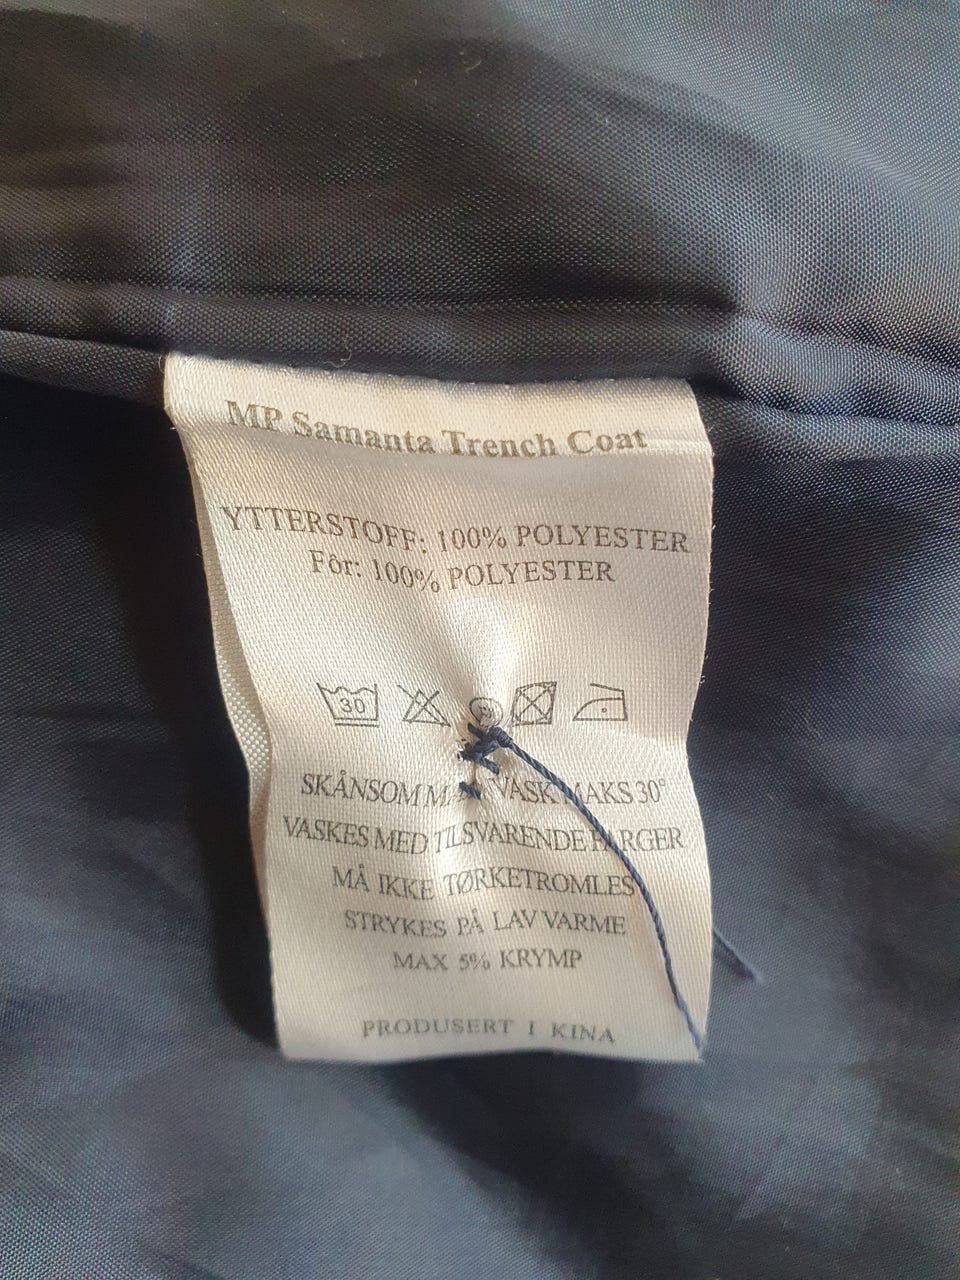 MP Samanta Trench Coat
YTTERSTOFF: 100% POLYESTER
Fôr: 100% POLYESTER
30 P
SKÅNSOM VASK MAKS 30°
VASKES MED TILSVARENDE FARGER
MÅ IKKE TØRKETROMLES
STRYKES PÅ LAV VARME
MAX 5% KRYMP
PRODUSERT I KINA